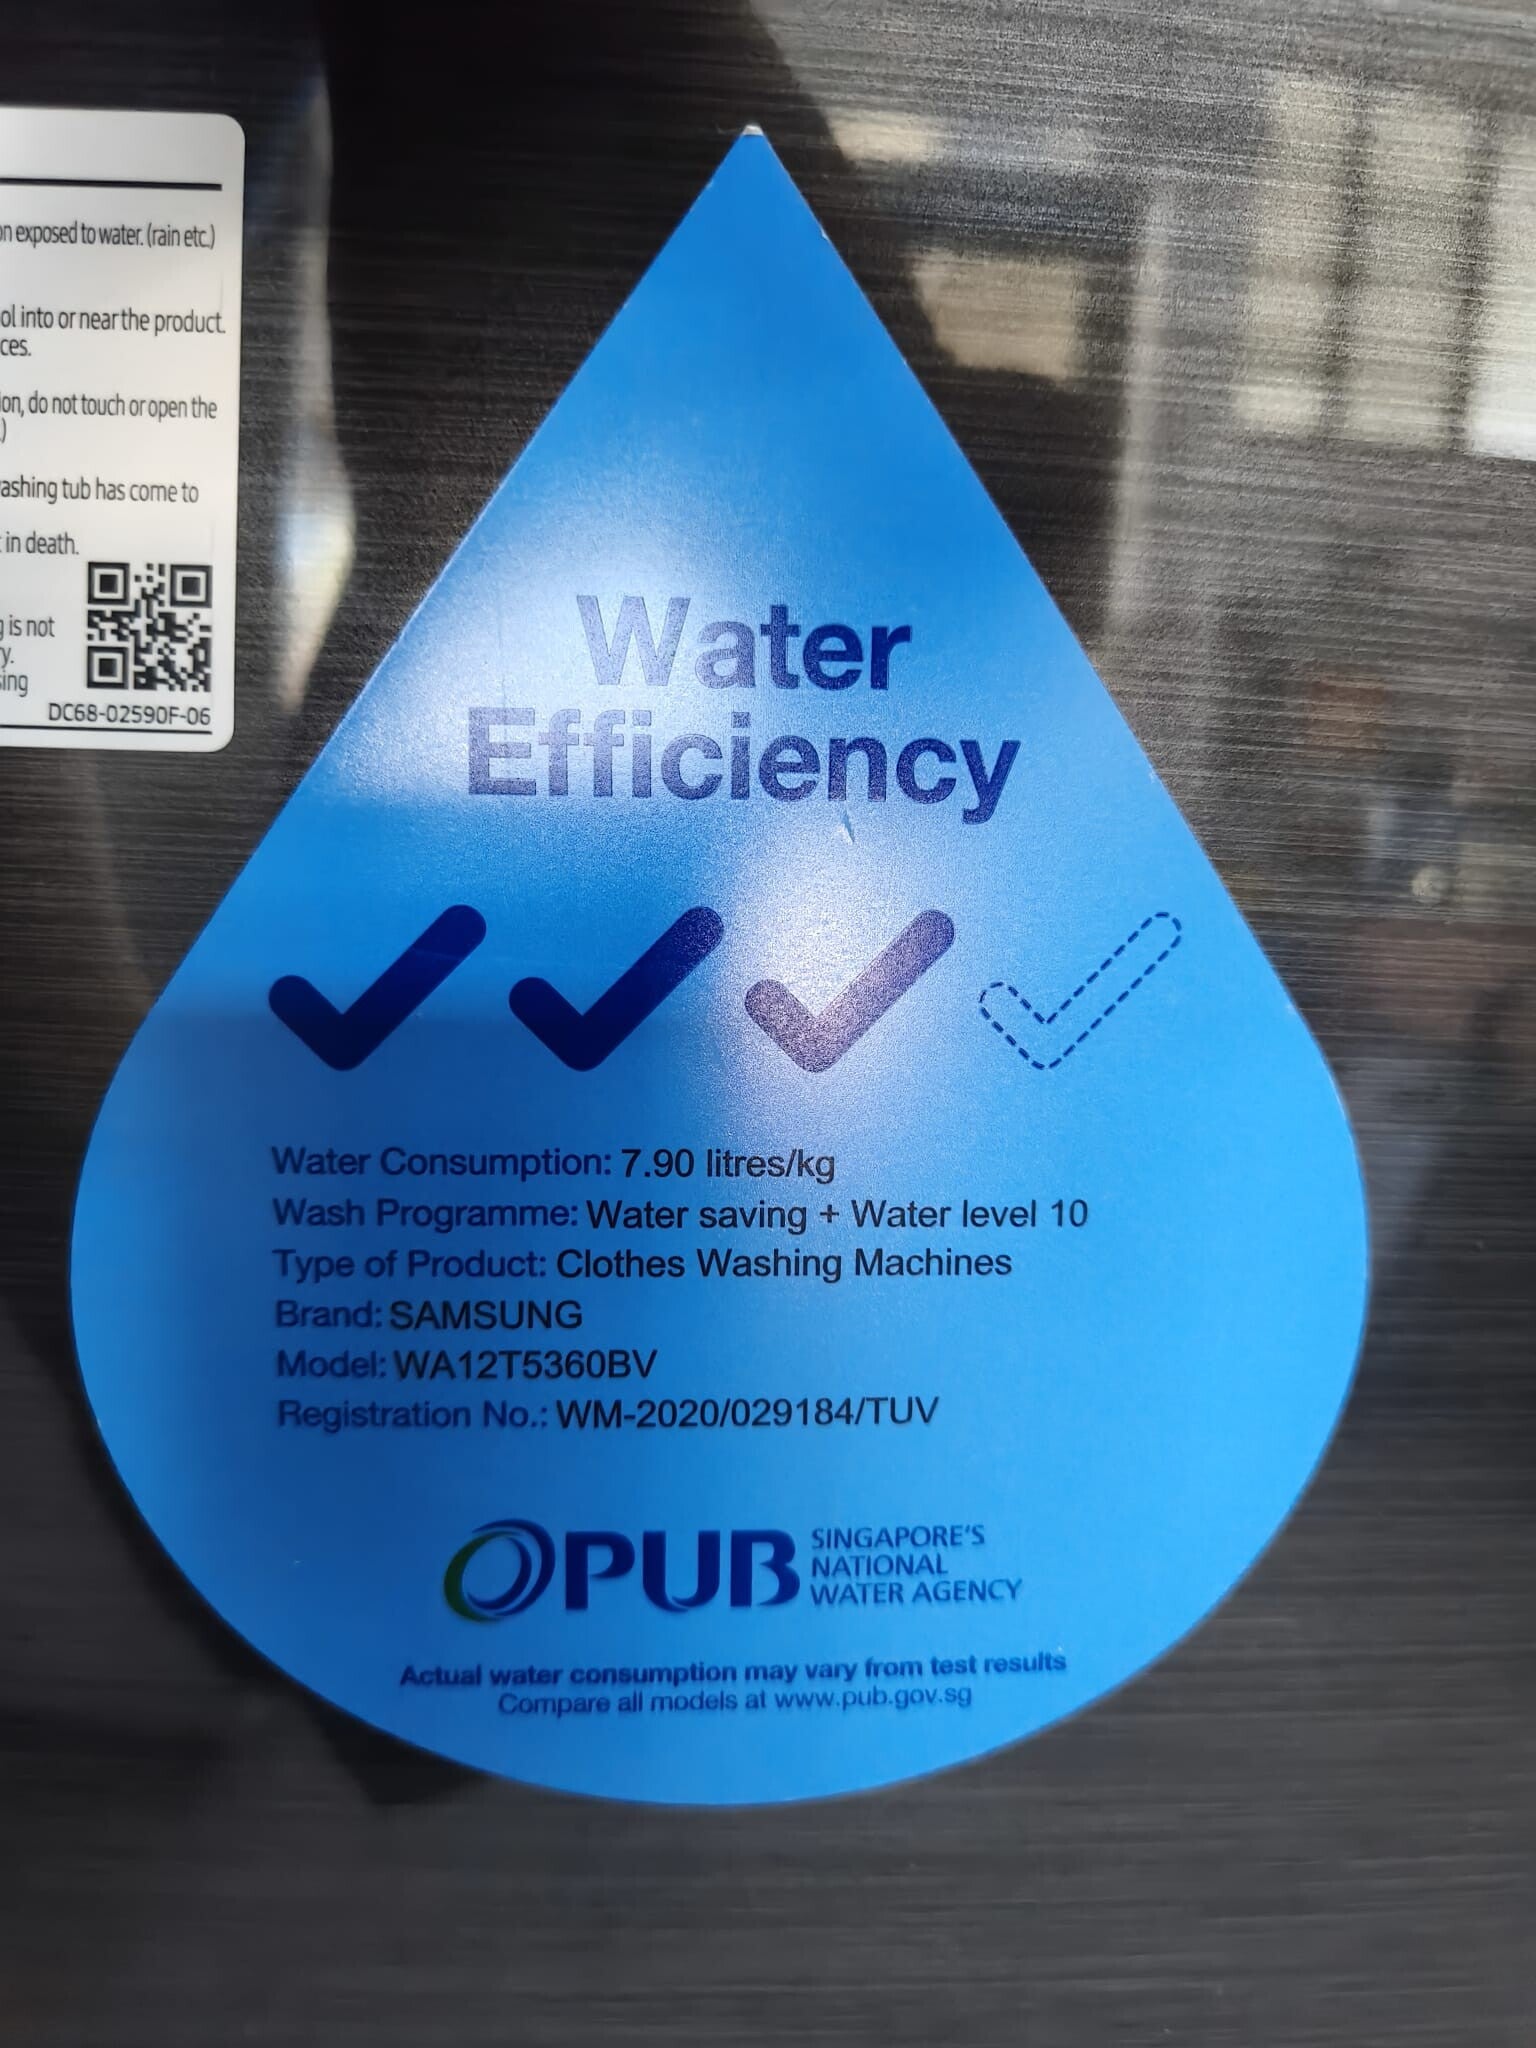 on exposed to water. (rain etc.)
ol into or near the product.
ces.
ion, do not touch or open the
.)
ashing tub has come to
in death.
g is not
y.
sing
DC68-02590F-06
Water
Efficiency
Water Consumption: 7.90 litres/kg
Wash Programme: Water saving + Water level 10
Type of Product: Clothes Washing Machines
Brand: SAMSUNG
Model: WA12T5360BV
Registration No.: WM-2020/029184/TUV
PUB SINGAPORE'S
NATIONAL
WATER AGENCY
Actual water consumption may vary from test results
Compare all models at www.pub.gov.sg